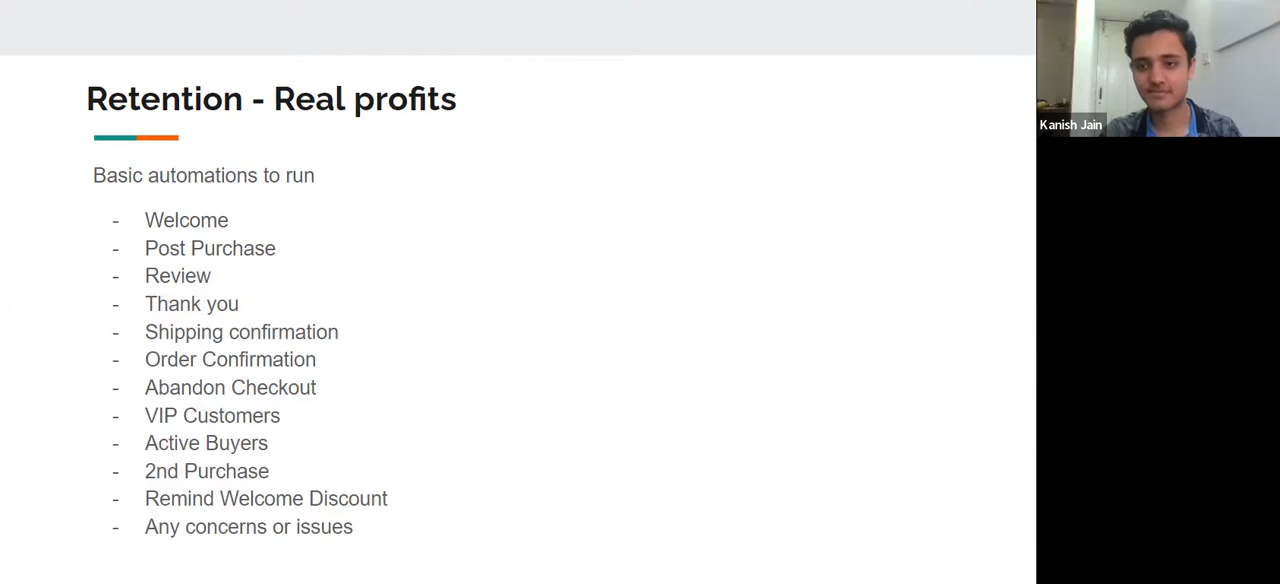 Retention - Real profits
Basic automations to run
- Welcome
- Post Purchase
- Review
- Thank you
- Shipping confirmation
- Order Confirmation
- Abandon Checkout
- VIP Customers
- Active Buyers
- 2nd Purchase
- Remind Welcome Discount
- Any concerns or issues
Kanish Jain